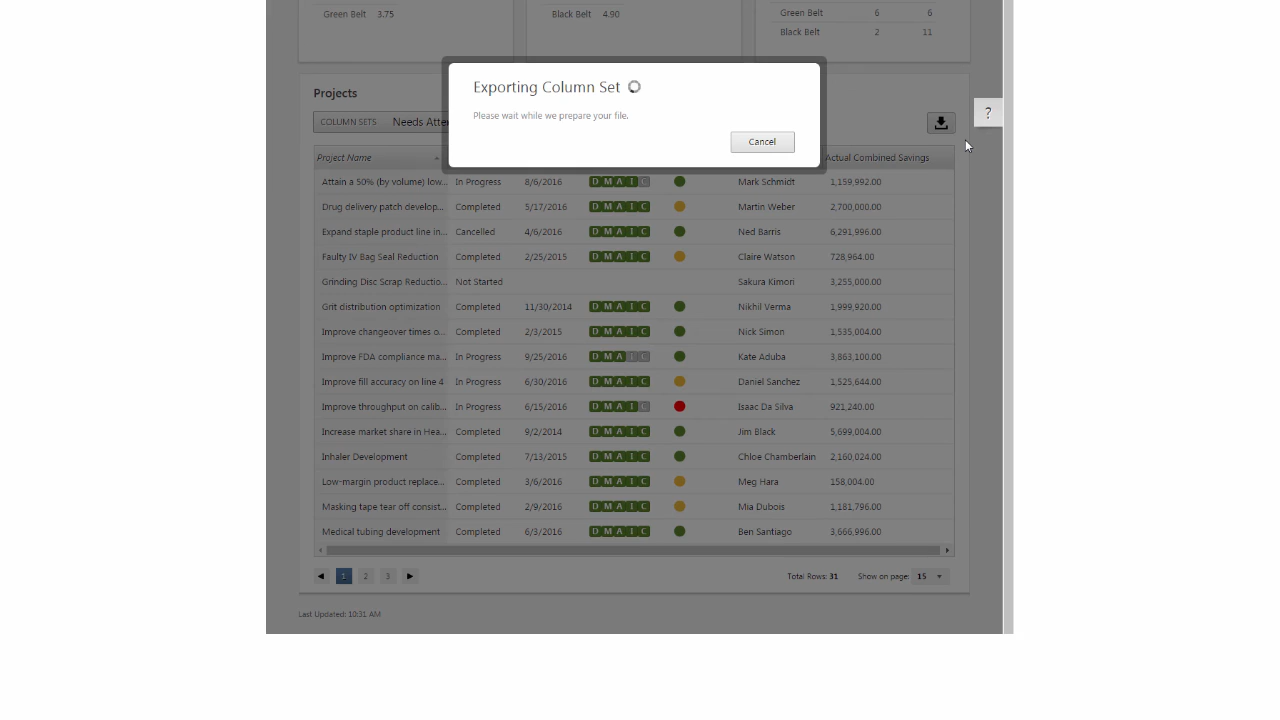 Green Belt 3.75
Black Belt 4.90
Green Belt 6 6
Black Belt 2 11
Exporting Column Set
Please wait while we prepare your file.
Cancel
Projects
COLUMN SETS Needs Atte
?
Project Name Actual Combined Savings
Attain a 50% (by volume) low... In Progress 8/6/2016 D M A I C Mark Schmidt 1,159,992.00
Drug delivery patch develop... Completed 5/17/2016 D M A I C Martin Weber 2,700,000.00
Expand staple product line in... Cancelled 4/6/2016 D M A I C Ned Barris 6,291,996.00
Faulty IV Bag Seal Reduction Completed 2/25/2015 D M A I C Claire Watson 728,964.00
Grinding Disc Scrap Reductio... Not Started Sakura Kimori 3,255,000.00
Grit distribution optimization Completed 11/30/2014 D M A I C Nikhil Verma 1,999,920.00
Improve changeover times o... Completed 2/3/2015 D M A I C Nick Simon 1,535,004.00
Improve FDA compliance ma... In Progress 9/25/2016 D M A I C Kate Aduba 3,863,100.00
Improve fill accuracy on line 4 In Progress 6/30/2016 D M A I C Daniel Sanchez 1,525,644.00
Improve throughput on calib... In Progress 6/15/2016 D M A I C Isaac Da Silva 921,240.00
Increase market share in Hea... Completed 9/2/2014 D M A I C Jim Black 5,699,004.00
Inhaler Development Completed 7/13/2015 D M A I C Chloe Chamberlain 2,160,024.00
Low-margin product replace... Completed 3/6/2016 D M A I C Meg Hara 158,004.00
Masking tape tear off consist... Completed 2/9/2016 D M A I C Mia Dubois 1,181,796.00
Medical tubing development Completed 6/3/2016 D M A I C Ben Santiago 3,666,996.00
1 2 3 Total Rows: 31 Show on page: 15
Last Updated: 10:31 AM